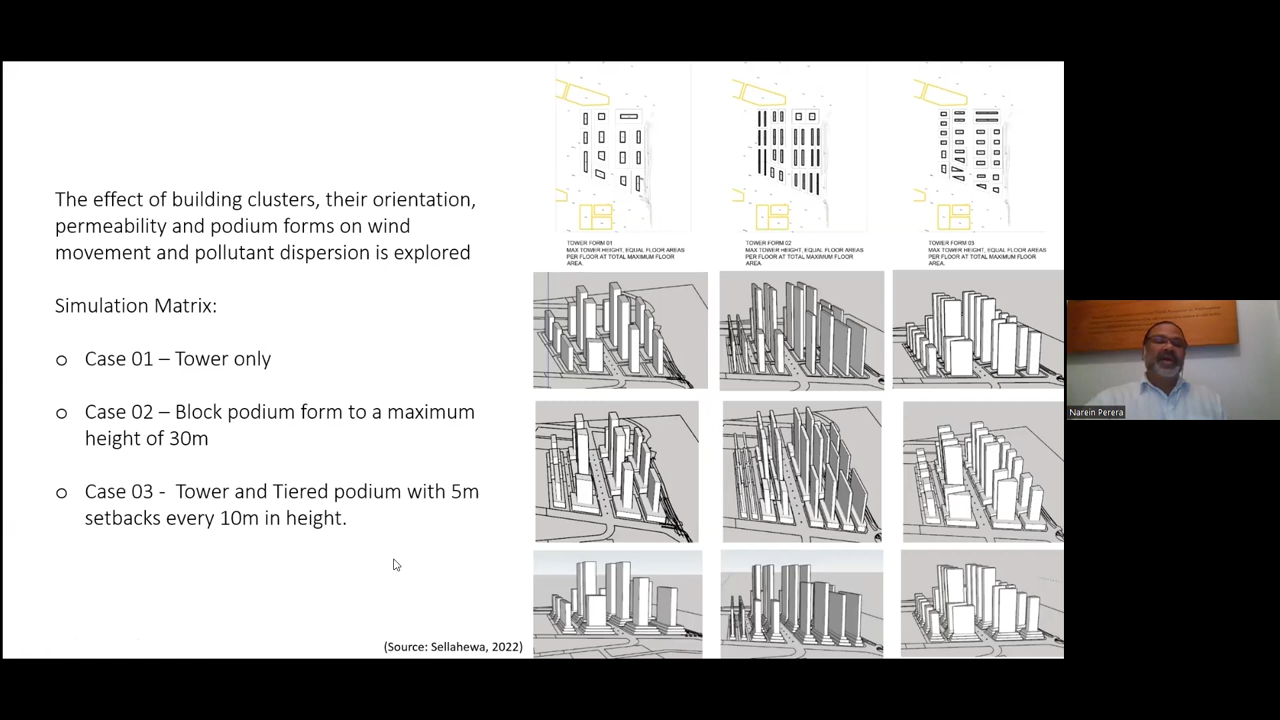 The effect of building clusters, their orientation,
permeability and podium forms on wind
movement and pollutant dispersion is explored
Simulation Matrix:
o Case 01 – Tower only
o Case 02 – Block podium form to a maximum
height of 30m
o Case 03 - Tower and Tiered podium with 5m
setbacks every 10m in height.
(Source: Sellahewa, 2022)
TOWER FORM 01
MAX TOWER HEIGHT, EQUAL FLOOR AREAS
PER FLOOR AT TOTAL MAXIMUM FLOOR
AREA.
TOWER FORM 02
MAX TOWER HEIGHT, EQUAL FLOOR AREAS
PER FLOOR AT TOTAL MAXIMUM FLOOR
AREA.
TOWER FORM 03
MAX TOWER HEIGHT, EQUAL FLOOR AREAS
PER FLOOR AT TOTAL MAXIMUM FLOOR
AREA.
Narein Perera